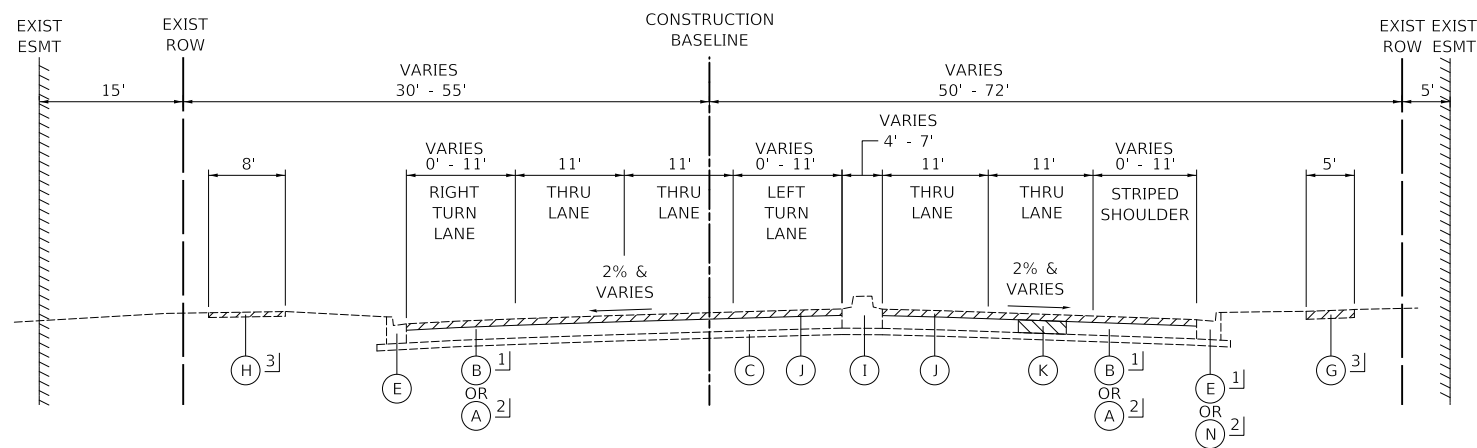 EXIST
ESMT
EXIST
ROW
CONSTRUCTION
BASELINE
EXIST EXIST
ROW ESMT
15'
VARIES
30' - 55'
VARIES
50' - 72'
5'
VARIES
4' - 7'
8'
VARIES
0' - 11'
11'
11'
VARIES
0' - 11'
11'
11'
VARIES
0' - 11'
5'
RIGHT
TURN
LANE
THRU
LANE
THRU
LANE
LEFT
TURN
LANE
THRU
LANE
THRU
LANE
STRIPED
SHOULDER
2% &
VARIES
2% &
VARIES
H 3
E
B 1
OR
A 2
C
J
I
J
K
B 1
OR
A 2
E 1
OR
N 2
G 3